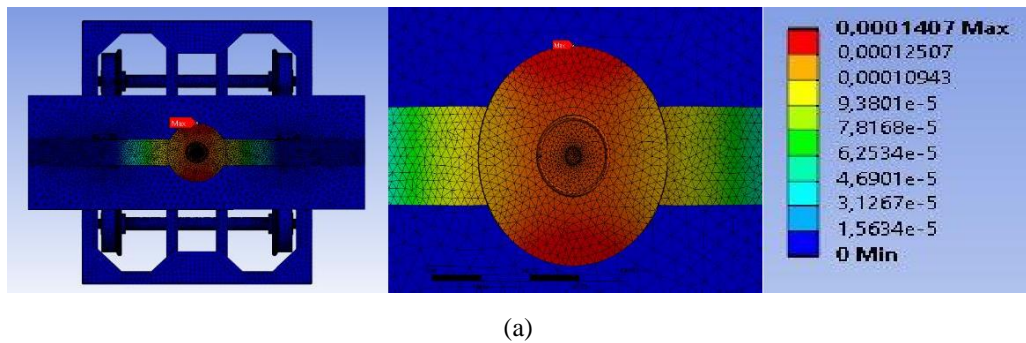 Max
Max
0,0001407 Max
0,00012507
0,00010943
9,3801e-5
7,8168e-5
6,2534e-5
4,6901e-5
3,1267e-5
1,5634e-5
0 Min
(a)